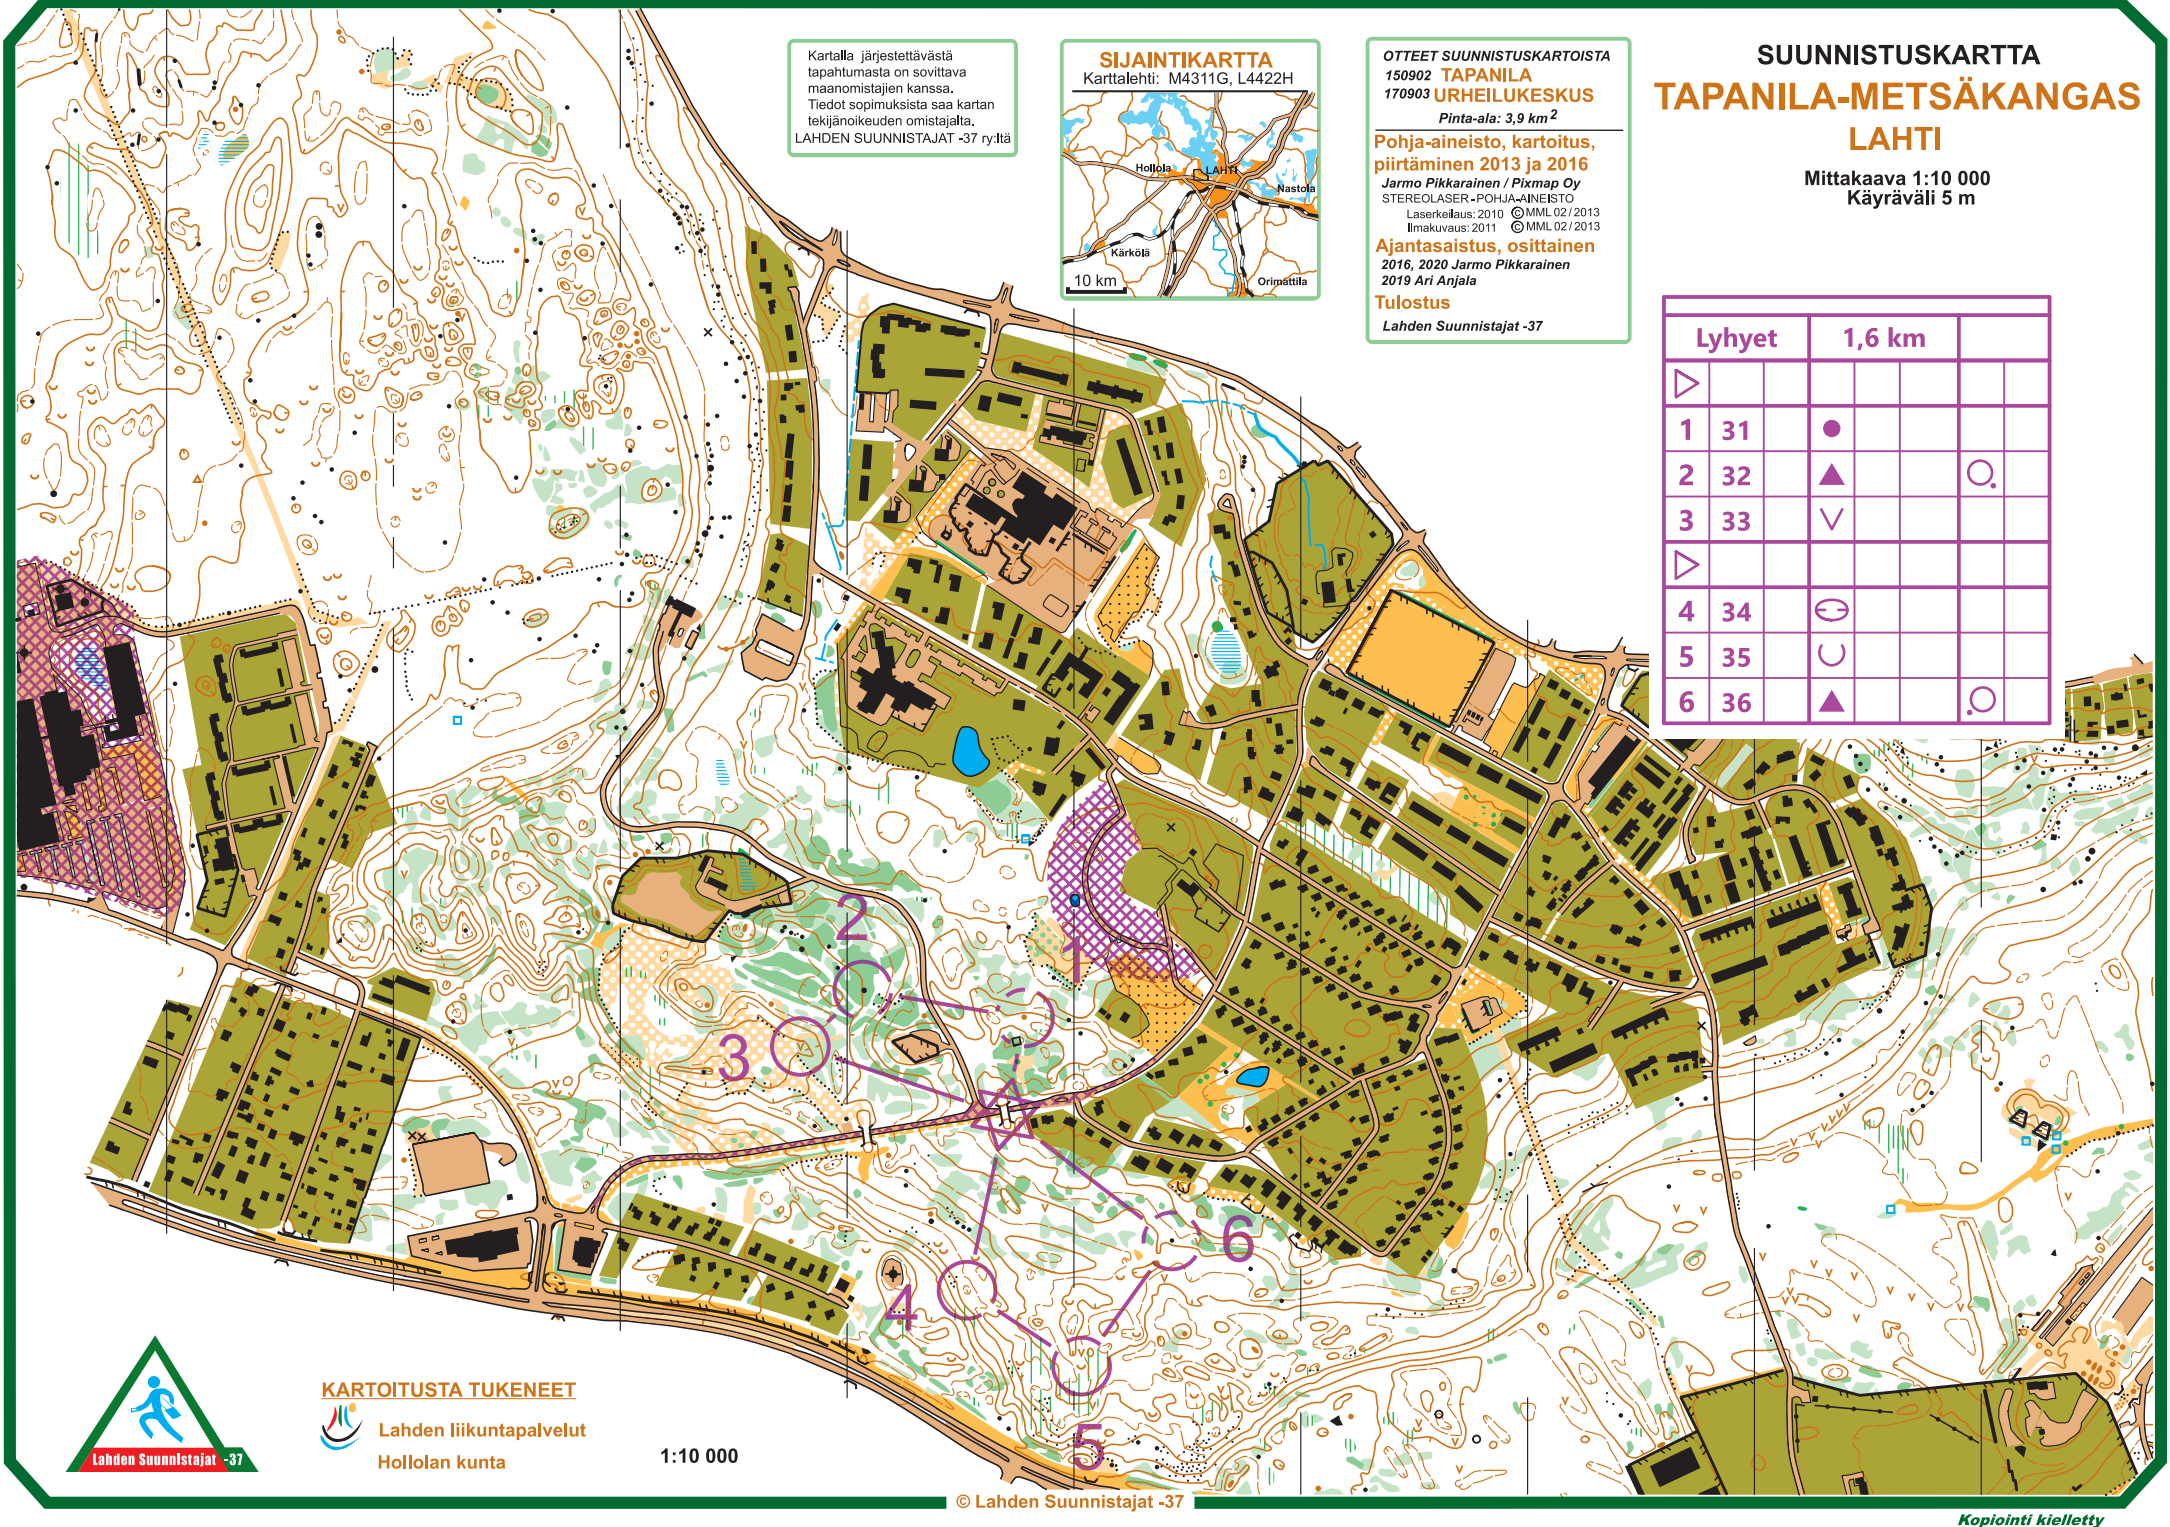 Kartalla järjestettävästä
tapahtumasta on sovittava
maanomistajien kanssa.
Tiedot sopimuksista saa kartan
tekijänoikeuden omistajalta.
LAHDEN SUUNNISTAJAT -37 ry:ltä
SIJAINTIKARTTA
Karttalehti: M4311G, L4422H
Hollola
LAHTI
Nastola
Kärkölä
Orimattila
10 km
OTTEET SUUNNISTUSKARTOISTA
150902 TAPANILA
170903 URHEILUKESKUS
Pinta-ala: 3,9 km2
Pohja-aineisto, kartoitus,
piirtäminen 2013 ja 2016
Jarmo Pikkarainen / Pixmap Oy
STEREOLASER-POHJA-AINEISTO
Laserkeilaus: 2010 © MML 02/2013
Ilmakuvaus: 2011 © MML 02/2013
Ajantasaistus, osittainen
2016, 2020 Jarmo Pikkarainen
2019 Ari Anjala
Tulostus
Lahden Suunnistajat -37
SUUNNISTUSKARTTA
TAPANILA-METSÄKANGAS
LAHTI
Mittakaava 1:10 000
Käyräväli 5 m
Lyhyet 1,6 km
1 31
2 32
3 33
4 34
5 35
6 36
2
1
3
6
4
5
Lahden Suunnistajat -37
KARTOITUSTA TUKENEET
Lahden liikuntapalvelut
Hollolan kunta
1:10 000
© Lahden Suunnistajat -37
Kopiointi kielletty